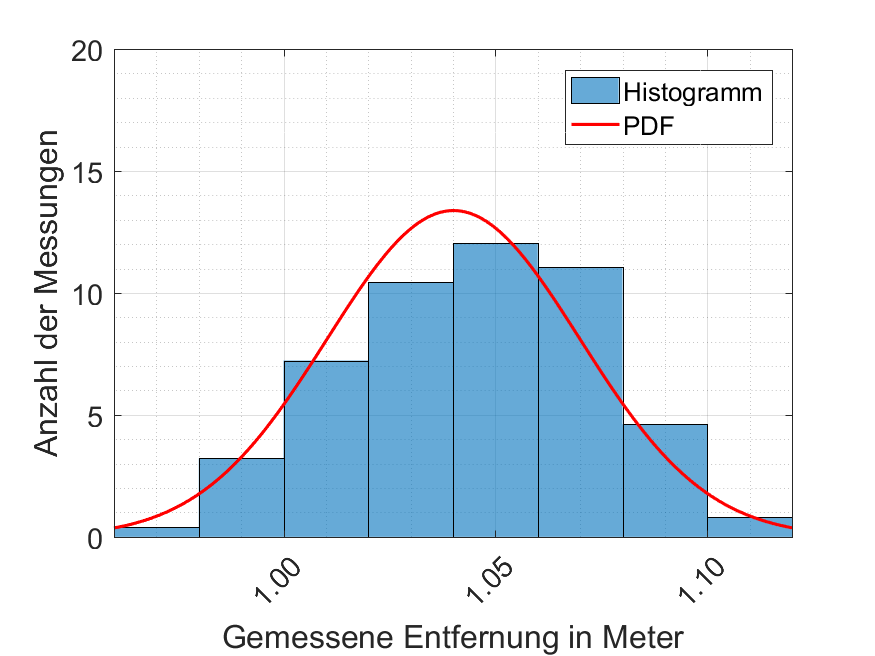 20
15
10
5
0
Anzahl der Messungen
Histogramm
PDF
1.00
1.05
1.10
Gemessene Entfernung in Meter